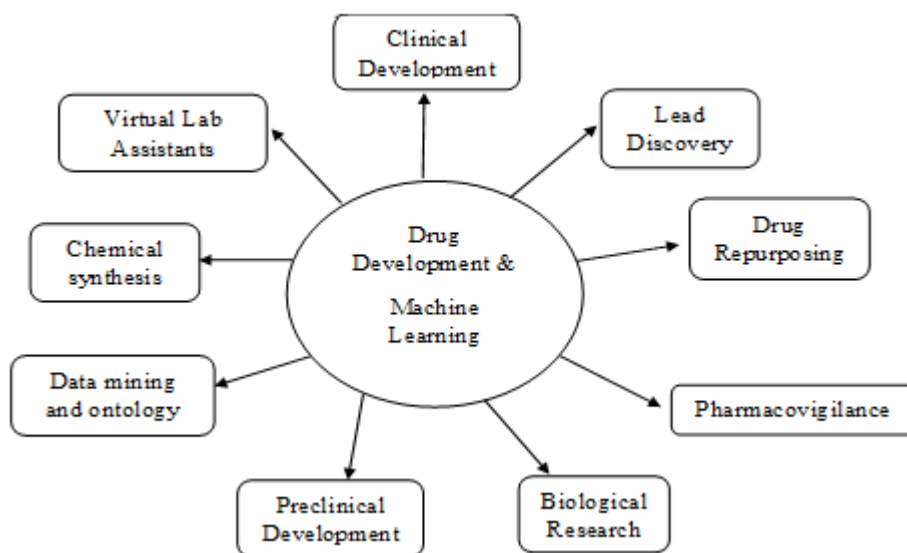 Clinical
Development
Virtual Lab
Assistants
Lead
Discovery
Drug
Development &
Machine
Learning
Drug
Repurposing
Chemical
synthesis
Data mining
and ontology
Pharmacovigilance
Preclinical
Development
Biological
Research